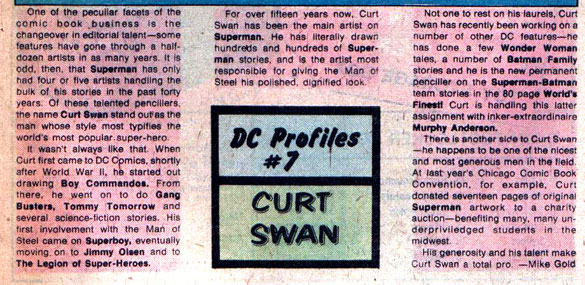 One of the peculiar facets of the
comic book business is the
changeover in editorial talent—some
features have gone through a half-
dozen artists in as many years. It is
odd, then, that Superman has only
had four or five artists handling the
bulk of his stories in the past forty
years. Of these talented pencillers,
the name Curt Swan stand out as the
man whose style most typifies the
world's most popular super-hero.
It wasn't always like that. When
Curt first came to DC Comics, shortly
after World War II, he started out
drawing Boy Commandos. From
there, he went on to do Gang
Busters, Tommy Tomorrow and
several science-fiction stories. His
first involvement with the Man of
Steel came on Superboy, eventually
moving on to Jimmy Olsen and to
The Legion of Super-Heroes.
For over fifteen years now, Curt
Swan has been the main artist on
Superman. He has literally drawn
hundreds and hundreds of Super-
man stories, and is the artist most
responsible for giving the Man of
Steel his polished, dignified look.
DC Profiles
#7
CURT
SWAN
Not one to rest on his laurels, Curt
Swan has recently been working on a
number of other DC features—he
has done a few Wonder Woman
tales, a number of Batman Family
stories and he is the new permanent
penciller on the Superman-Batman
team stories in the 80 page World's
Finest! Curt is handling this latter
assignment with inker-extraordinaire
Murphy Anderson.
There is another side to Curt Swan
—he happens to be one of the nicest
and most generous men in the field.
At last year's Chicago Comic Book
Convention, for example, Curt
donated seventeen pages of original
Superman artwork to a charity
auction—benefiting many, many un-
derpriviledged students in the
midwest.
His generosity and his talent make
Curt Swan a total pro. —Mike Gold